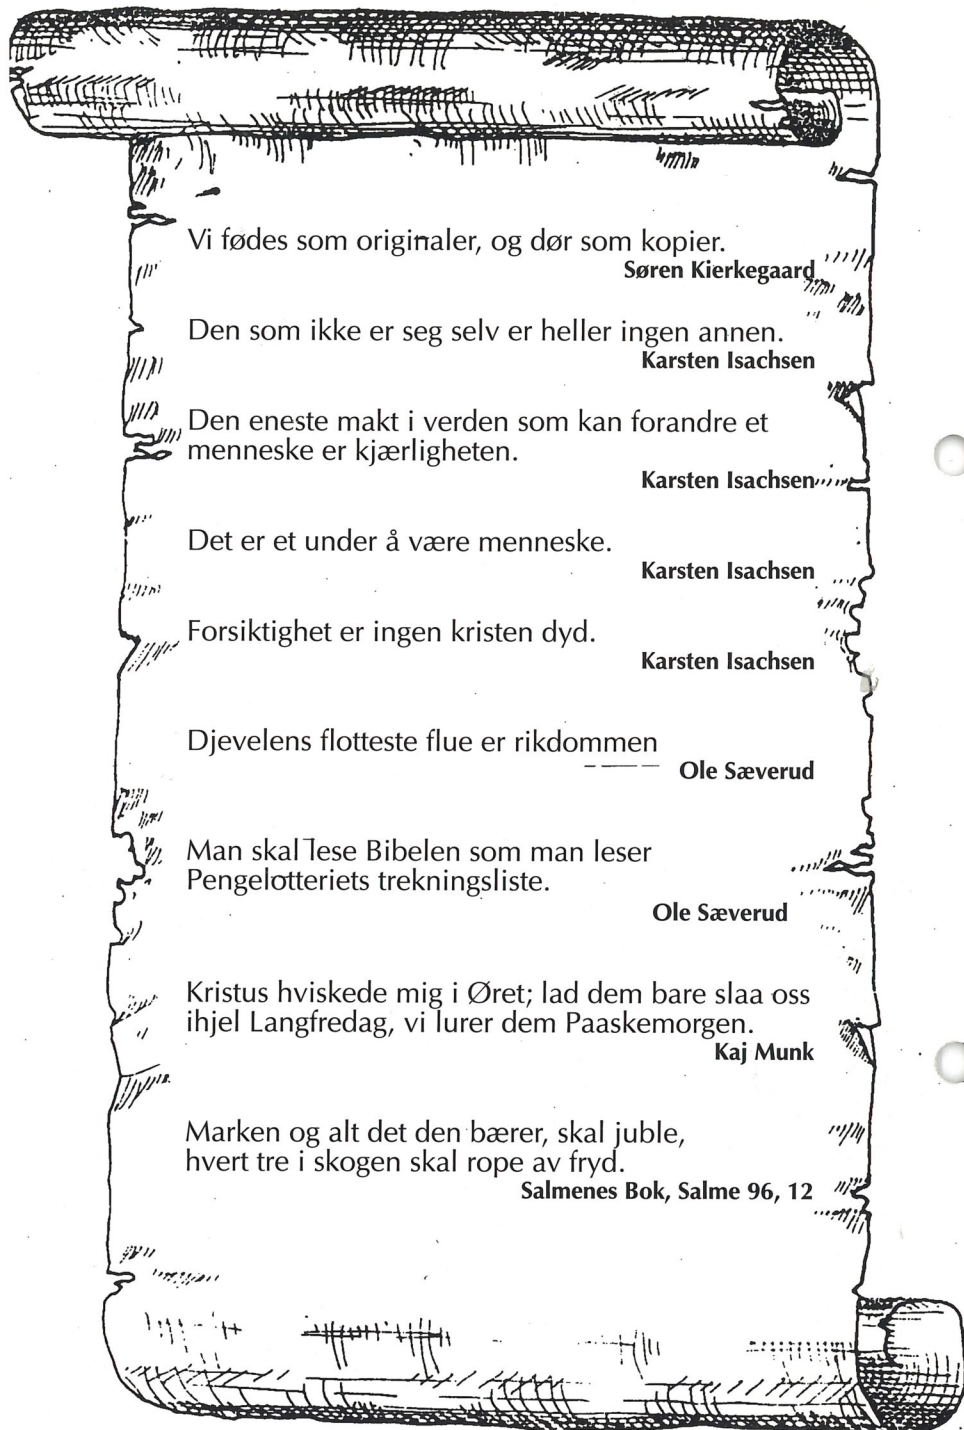 Vi fødes som originaler, og dør som kopier.
Søren Kierkegaard
Den som ikke er seg selv er heller ingen annen.
Karsten Isachsen
Den eneste makt i verden som kan forandre et
menneske er kjærligheten.
Karsten Isachsen
Det er et under å være menneske.
Karsten Isachsen
Forsiktighet er ingen kristen dyd.
Karsten Isachsen
Djevelens flotteste flue er rikdommen
Ole Sæverud
Man skal lese Bibelen som man leser
Pengelotteriets trekningsliste.
Ole Sæverud
Kristus hviskede mig i Øret; lad dem bare slaa oss
ihjel Langfredag, vi lurer dem Paaskemorgen.
Kaj Munk
Marken og alt det den bærer, skal juble,
hvert tre i skogen skal rope av fryd.
Salmenes Bok, Salme 96, 12